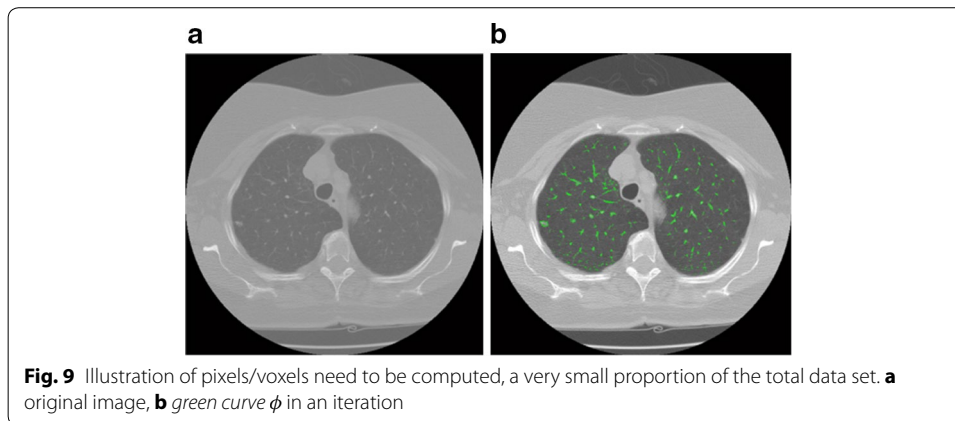 a
b
Fig. 9 Illustration of pixels/voxels need to be computed, a very small proportion of the total data set. a
original image, b green curve ϕ in an iteration